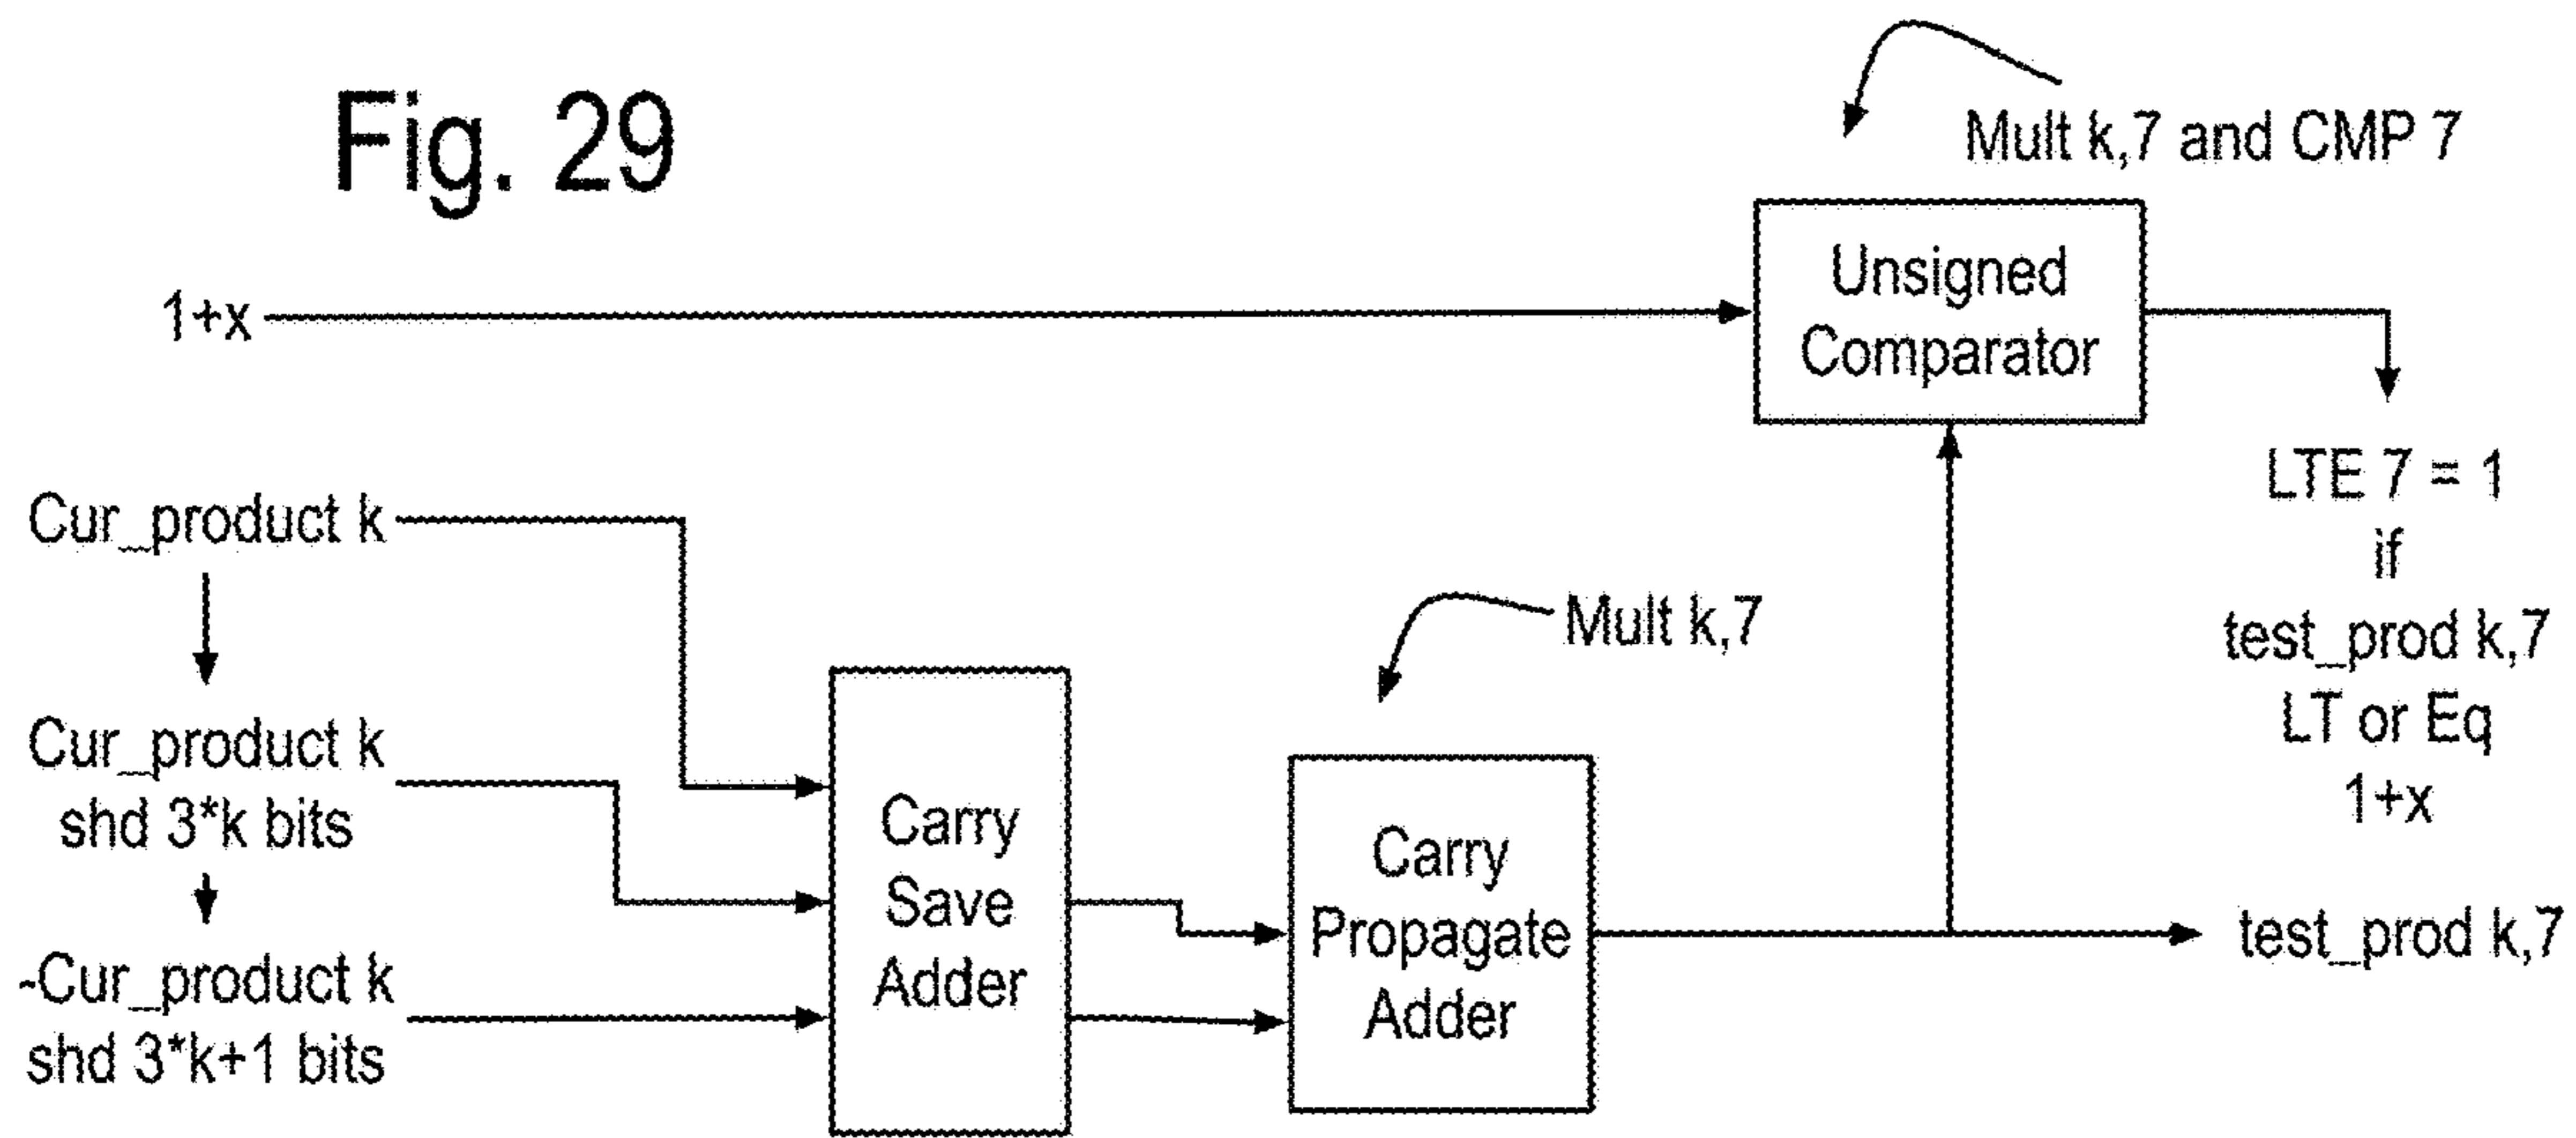 Fig. 29
Mult k,7 and CMP 7
Unsigned
Comparator
1+x
LTE 7 = 1
if
test_prod k,7
LT or Eq
1+x
Cur_product k
Mult k,7
Cur_product k
shd 3*k bits
-Cur_product k
shd 3*k+1 bits
Carry
Save
Adder
Carry
Propagate
Adder
test_prod k,7